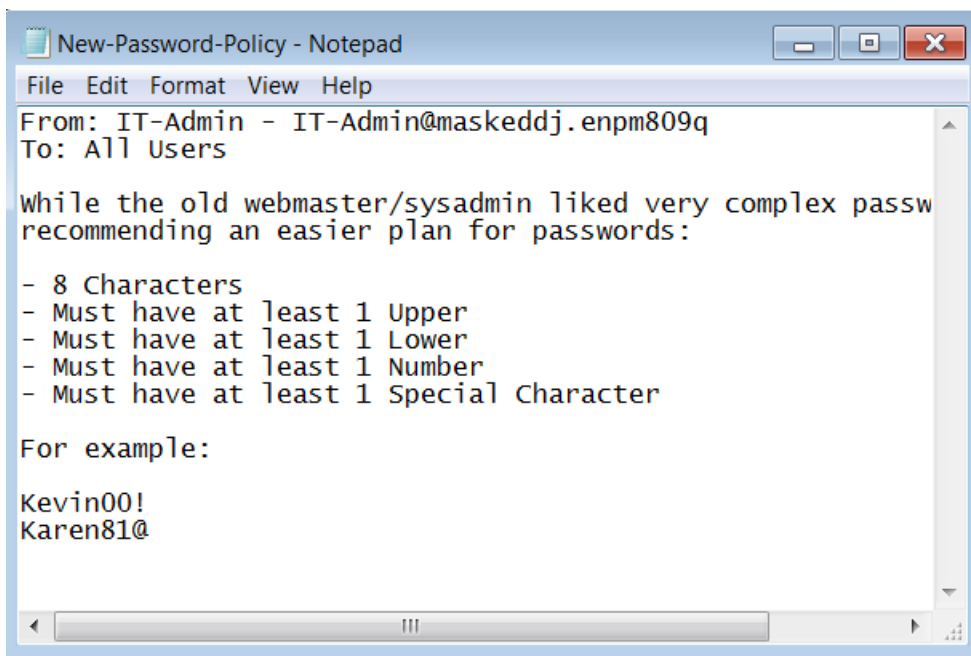 New-Password-Policy - Notepad
File Edit Format View Help
From: IT-Admin - IT-Admin@maskeddj.enpm809q
To: All Users
While the old webmaster/sysadmin liked very complex passw
recommending an easier plan for passwords:
- 8 Characters
- Must have at least 1 Upper
- Must have at least 1 Lower
- Must have at least 1 Number
- Must have at least 1 Special Character
For example:
Kevin00!
Karen81@